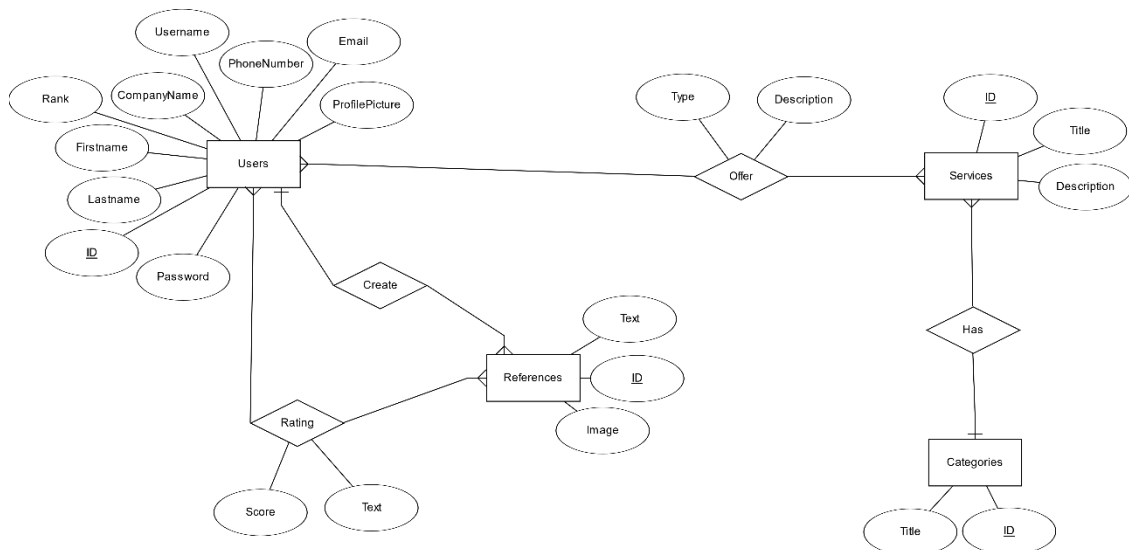 Username
Email
PhoneNumber
CompanyName
ProfilePicture
Rank
Firstname
Lastname
ID
Password
Users
Type
Description
Offer
ID
Title
Description
Services
Create
Text
ID
Image
References
Has
Rating
Score
Text
Categories
Title
ID